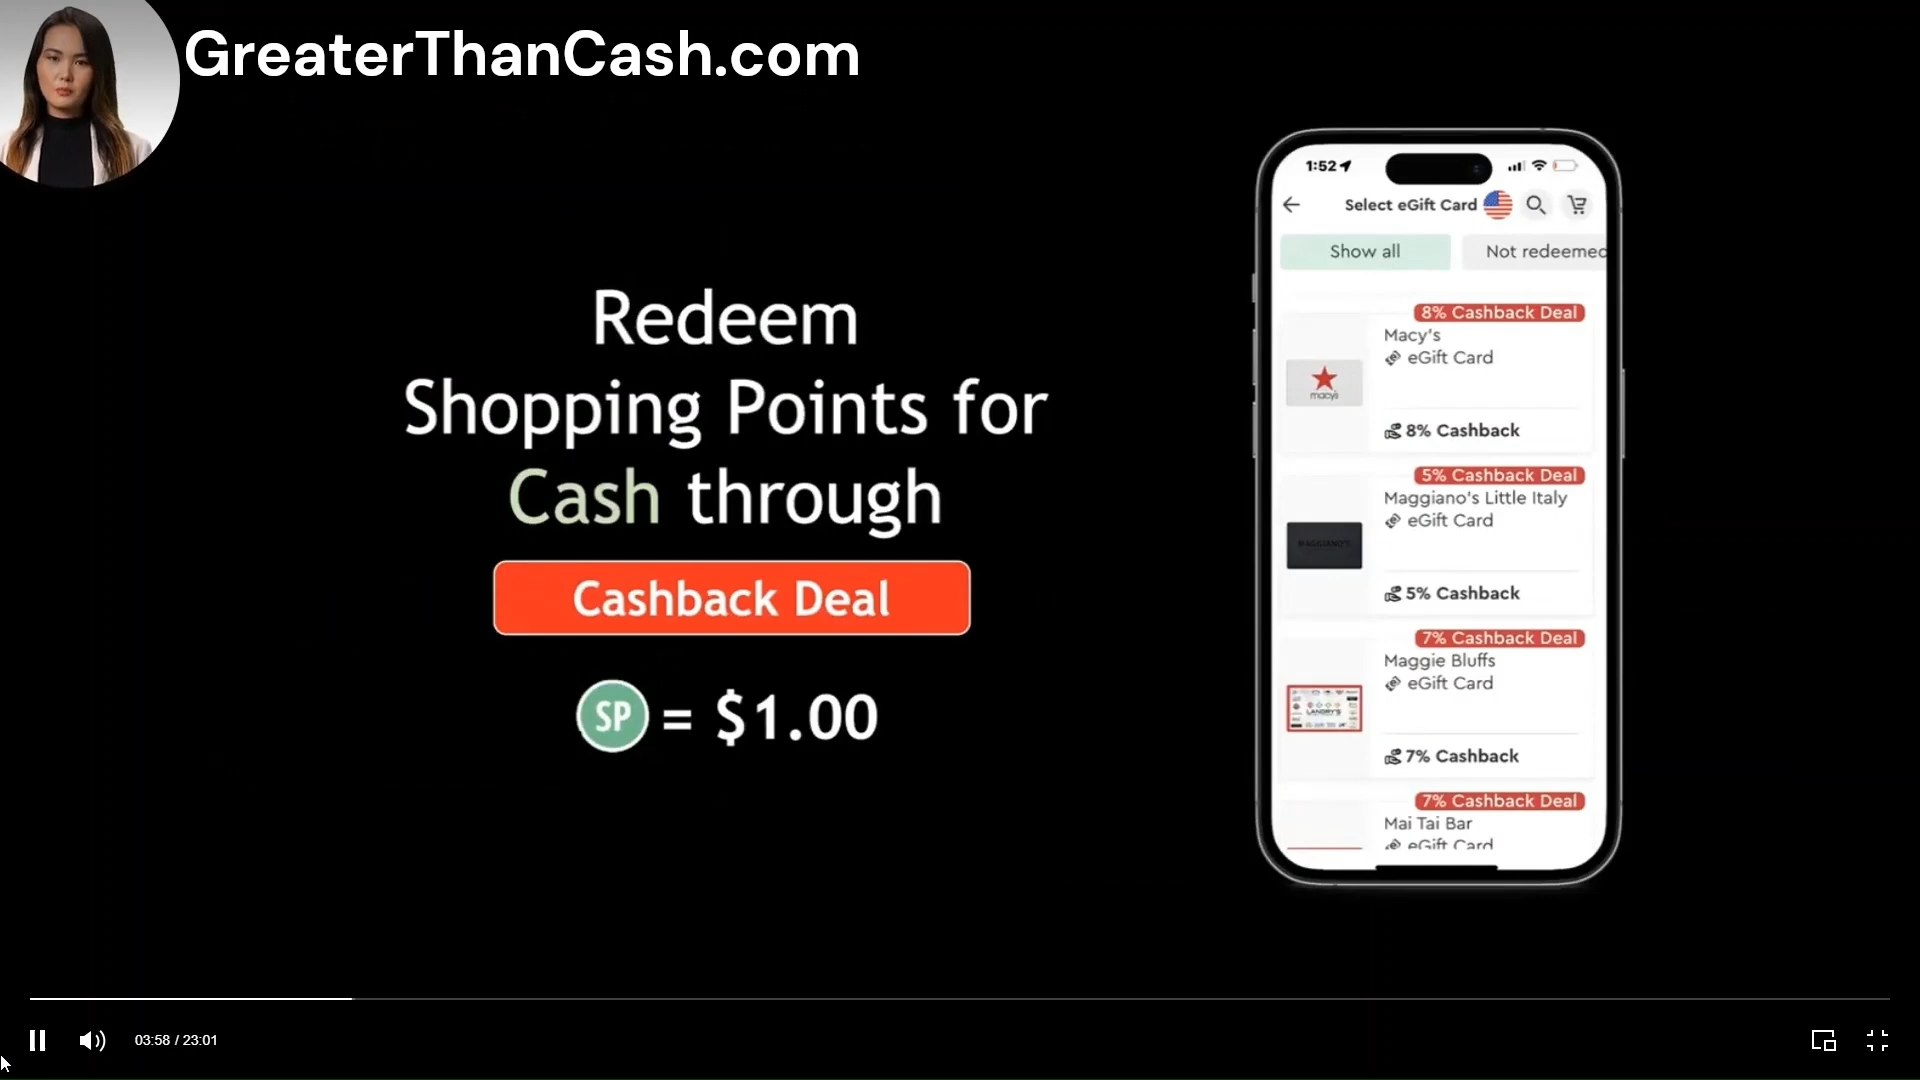 GreaterThanCash.com
Redeem
Shopping Points for
Cash through
Cashback Deal
SP = $1.00
1:52
Select eGift Card
Show all
Not redeemed
8% Cashback Deal
Macy's
eGift Card
macy's
8% Cashback
5% Cashback Deal
Maggiano's Little Italy
eGift Card
MAGGIANO'S
5% Cashback
7% Cashback Deal
Maggie Bluffs
eGift Card
LANDRY'S
7% Cashback
7% Cashback Deal
Mai Tai Bar
eGift Card
03:58 / 23:01